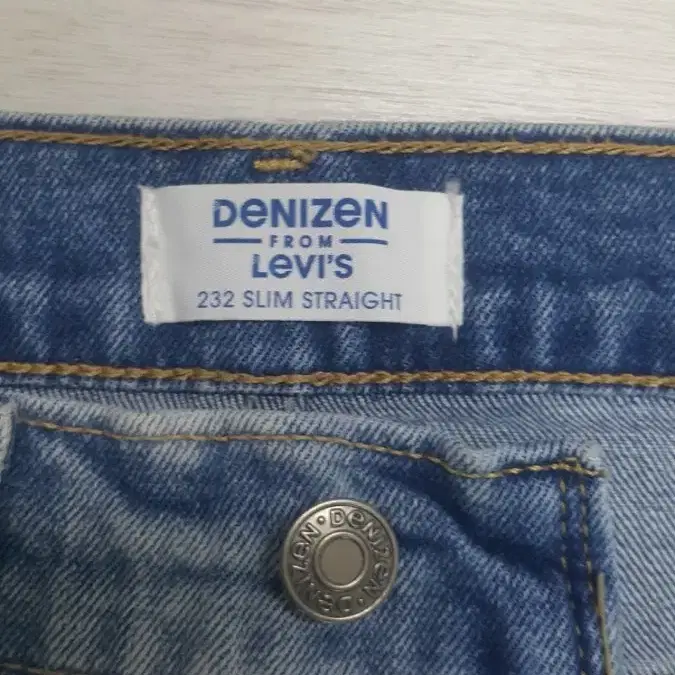 DENIZEN
FROM
LEVI'S
232 SLIM STRAIGHT
DENIZEN · DENIZEN ·